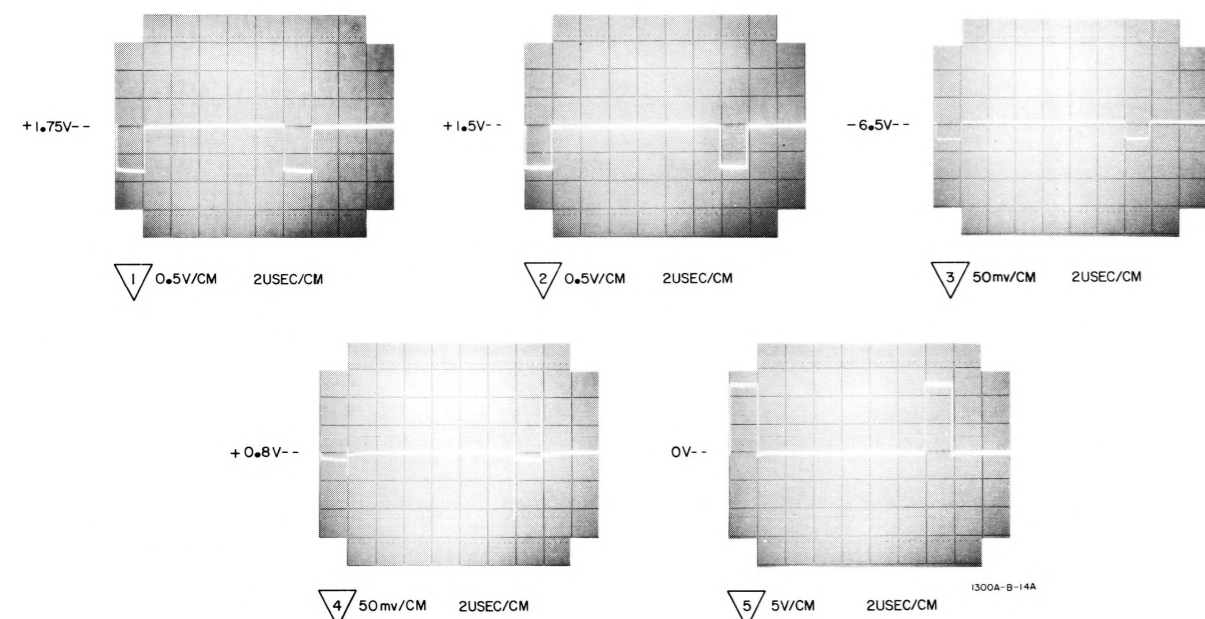 +1.75V--
+1.5V--
-6.5V--
1 0.5V/CM 2USEC/CM
2 0.5V/CM 2USEC/CM
3 50mv/CM 2USEC/CM
+0.8V--
0V--
1300A-B-14A
4 50mv/CM 2USEC/CM
5 5V/CM 2USEC/CM